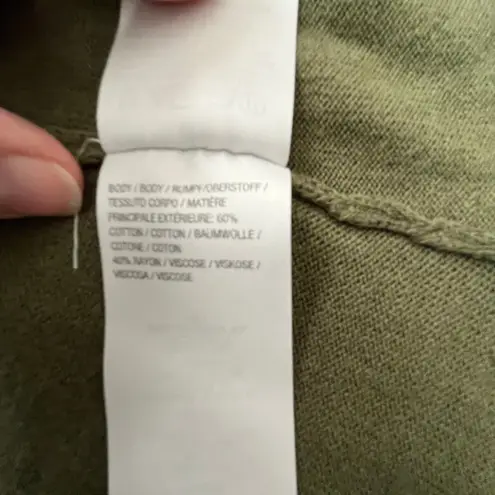 BODY / BODY / RUMPF/OBERSTOFF /
TESSUTO CORPO / MATIÈRE
PRINCIPALE EXTÉRIEURE: 60%
COTTON / COTTON / BAUMWOLLE /
COTONE / COTON
40% RAYON / VISCOSE / VISKOSE /
VISCOSA / VISCOSE